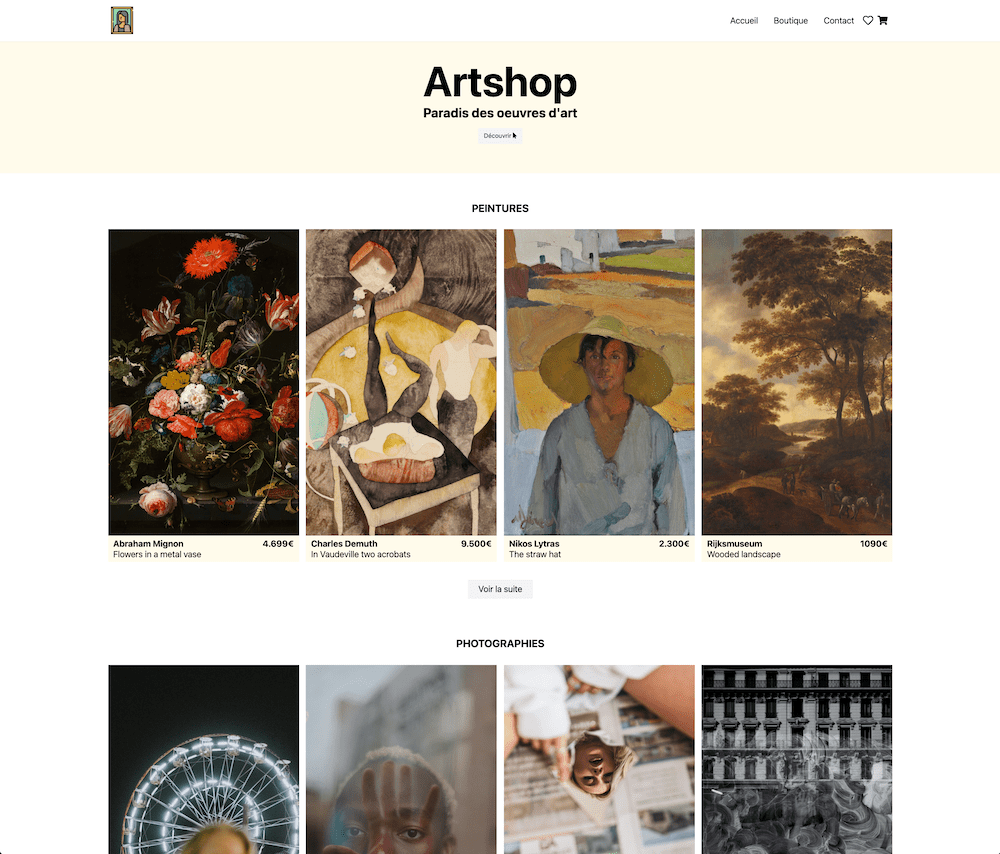 Accueil Boutique Contact
Artshop
Paradis des oeuvres d'art
Découvrir
PEINTURES
Abraham Mignon 4.699€
Flowers in a metal vase
Charles Demuth 9.500€
In Vaudeville two acrobats
Nikos Lytras 2.300€
The straw hat
Rijksmuseum 1090€
Wooded landscape
Voir la suite
PHOTOGRAPHIES